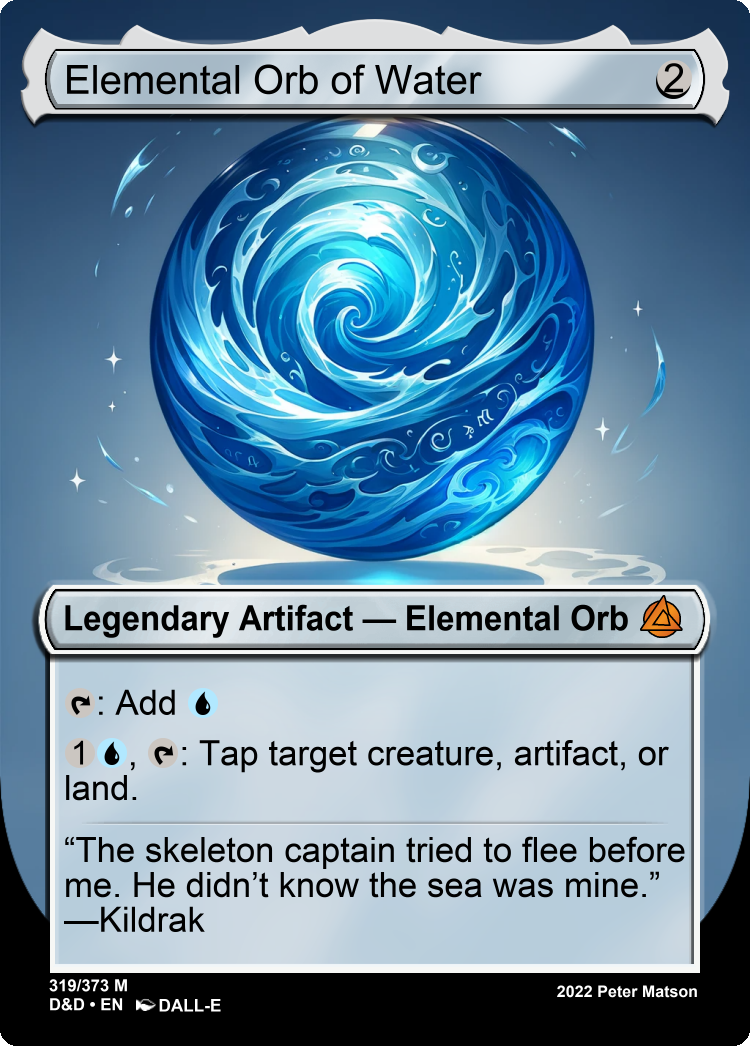 Elemental Orb of Water 2
Legendary Artifact — Elemental Orb
: Add
1 , : Tap target creature, artifact, or
land.
“The skeleton captain tried to flee before
me. He didn’t know the sea was mine.”
—Kildrak
319/373 M
D&D • EN DALL-E
2022 Peter Matson